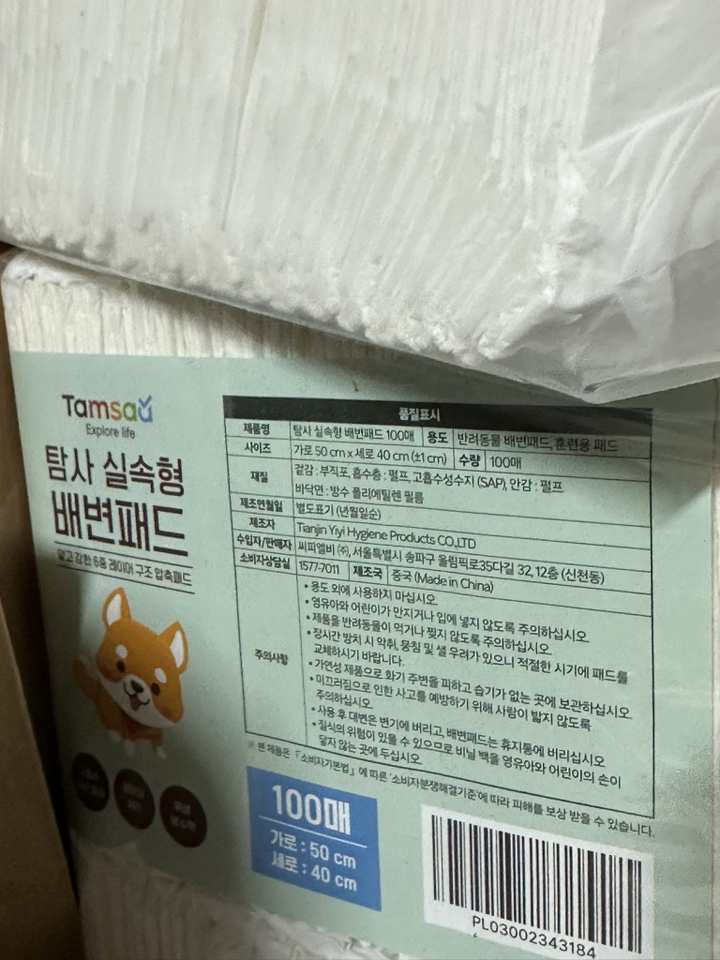 Tamsaa
Explore life
탐사 실속형
배변패드
얇고 강한 6중 레이어 구조 압축패드
품질표시
제품명 탐사 실속형 배변패드 100매 용도 반려동물 배변패드, 훈련용 패드
사이즈 가로 50 cm x 세로 40 cm (±1 cm) 수량 100매
재질 겉감 : 부직포, 흡수층 : 펄프, 고흡수성수지 (SAP), 안감 : 펄프
바닥면 : 방수 폴리에틸렌 필름
제조연월일 별도표기 (년월일순)
제조자 Tianjin Yiyi Hygiene Products CO.,LTD
수입자/판매자 씨피엘비 ㈜, 서울특별시 송파구 올림픽로35다길 32, 12층 (신천동)
소비자상담실 1577-7011 제조국 중국 (Made in China)
주의사항
• 용도 외에 사용하지 마십시오.
• 영유아와 어린이가 만지거나 입에 넣지 않도록 주의하십시오.
• 제품을 반려동물이 먹거나 찢지 않도록 주의하십시오.
• 장시간 방치 시 악취, 뭉침 및 샐 우려가 있으니 적절한 시기에 패드를
교체하시기 바랍니다.
• 가연성 제품으로 화기 주변을 피하고 습기가 없는 곳에 보관하십시오.
• 미끄러짐으로 인한 사고를 예방하기 위해 사람이 밟지 않도록
주의하십시오.
• 사용 후 대변은 변기에 버리고, 배변패드는 휴지통에 버리십시오
• 질식의 위험이 있을 수 있으므로 비닐 백을 영유아와 어린이의 손이
닿지 않는 곳에 두십시오.
※ 본 제품은 「소비자기본법」에 따른 '소비자분쟁해결기준'에 따라 피해를 보상 받을 수 있습니다.
100매
가로 : 50 cm
세로 : 40 cm
PL03002343184